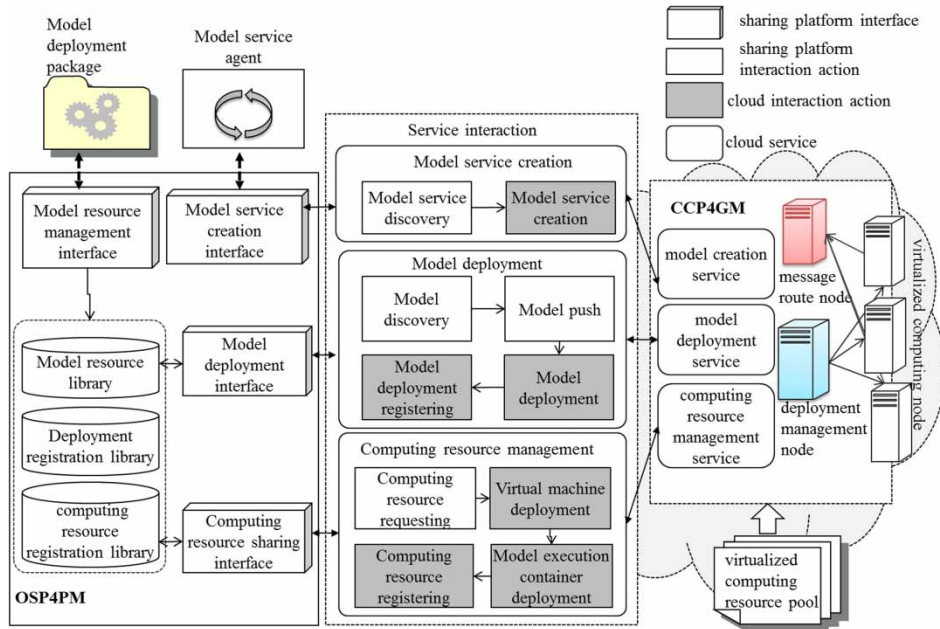 Model
deployment
package
Model service
agent
sharing platform interface
sharing platform
interaction action
cloud interaction action
cloud service
Service interaction
Model service creation
Model service
discovery
Model service
creation
Model resource
management
interface
Model service
creation
interface
Model deployment
Model
discovery
Model push
Model
deployment
registering
Model
deployment
Model resource
library
Model
deployment
interface
Deployment
registration library
computing
resource
registration library
Computing
resource sharing
interface
OSP4PM
Computing resource management
Computing
resource
requesting
Virtual machine
deployment
Computing
resource
registering
Model execution
container
deployment
CCP4GM
model creation
service
message
route node
model
deployment
service
computing
resource
management
service
deployment
management
node
virtualized computing node
virtualized
computing
resource pool